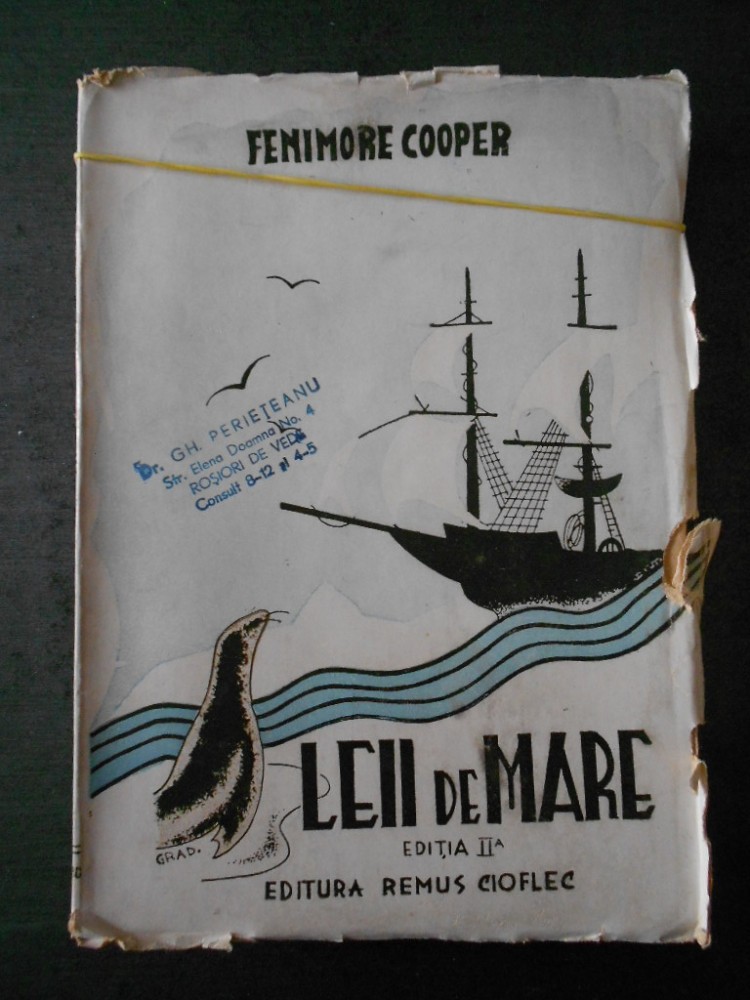 FENIMORE COOPER
Dr. GH. PERIEȚEANU
Str. Elena Doamna No. 4
ROȘIORI DE VEDE
Consult 8-12 și 4-5
LEII DE MARE
GRAD.
EDIȚIA IIA
EDITURA REMUS CIOFLEC